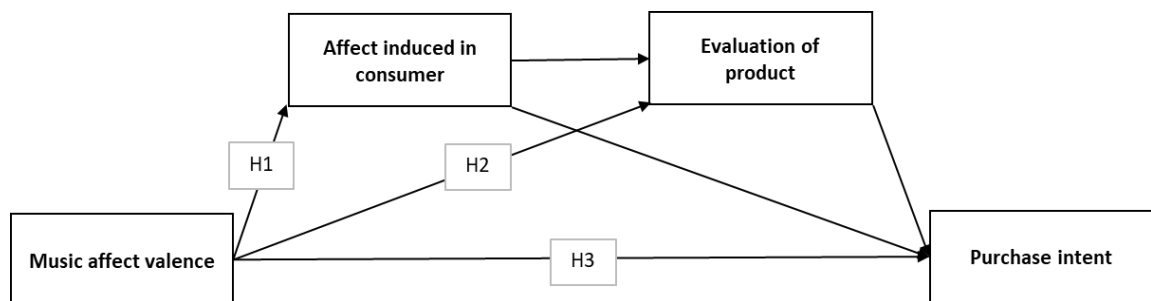 Affect induced in
consumer
Evaluation of
product
H1
H2
Music affect valence
H3
Purchase intent